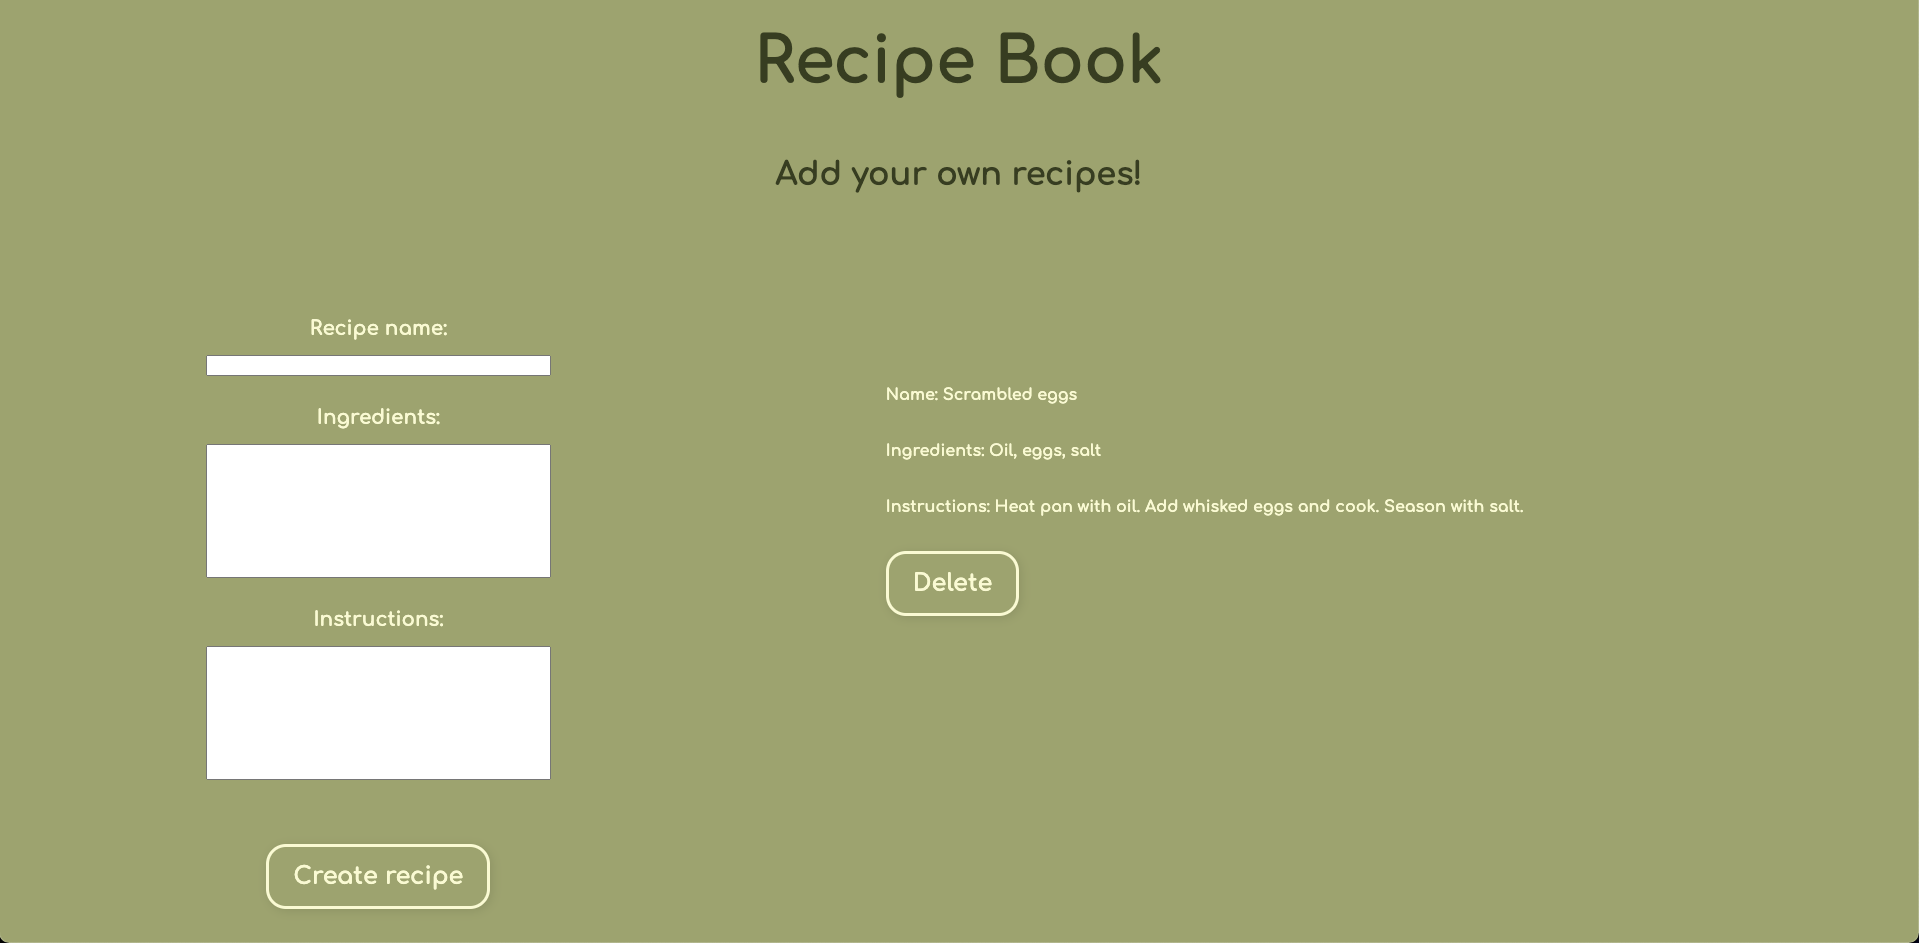 Recipe Book
Add your own recipes!
Recipe name:
Ingredients:
Instructions:
Create recipe
Name: Scrambled eggs
Ingredients: Oil, eggs, salt
Instructions: Heat pan with oil. Add whisked eggs and cook. Season with salt.
Delete